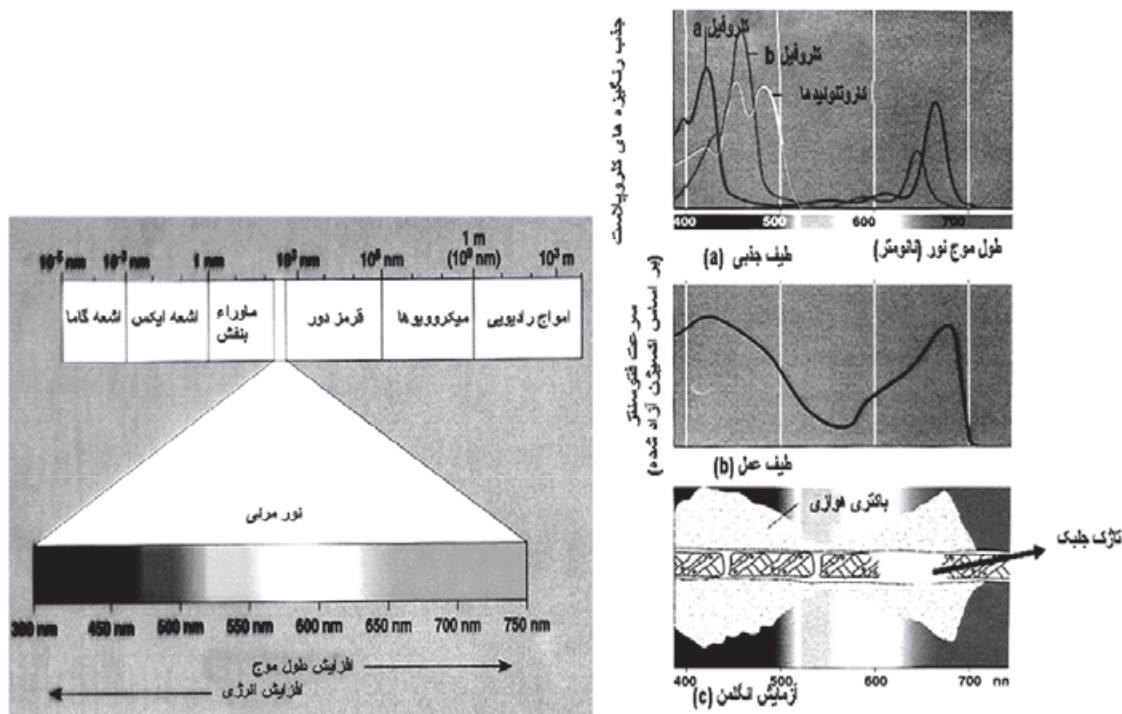 10⁻⁵ nm 10⁻³ nm 1 nm 10³ nm 10⁶ nm 1 m (10⁹ nm) 10³ m
اشعه گاما
اشعه ایکس
ماوراء بنفش
قرمز دور
میکروویوها
امواج رادیویی
نور مرئی
380 nm 450 nm 500 nm 550 nm 600 nm 650 nm 700 nm 750 nm
افزایش طول موج
افزایش انرژی
جذب رنگیزه های کلروپلاست
کلروفیل a
کلروفیل b
کاروتنوئیدها
400 500 600 700
طیف جذبی (a)
طول موج نور (نانومتر)
سرعت فتوسنتز
(بر اساس اکسیژن آزاد شده)
طیف عمل (b)
باکتری هوازی
تاژک جلبک
400 500 600 700 nn
آزمایش انگلمن (c)